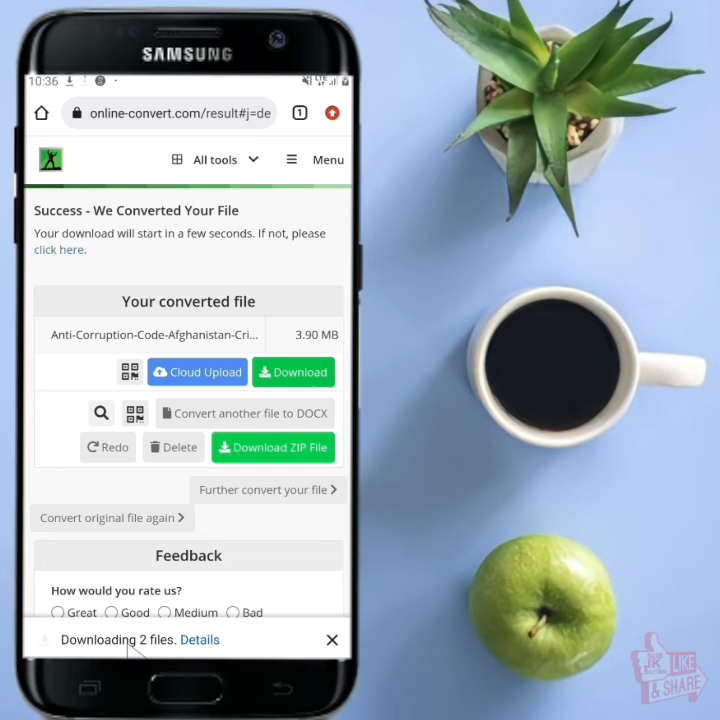 SAMSUNG
10:36
LTE
online-convert.com/result#j=de
1
All tools
Menu
Success - We Converted Your File
Your download will start in a few seconds. If not, please
click here.
Your converted file
Anti-Corruption-Code-Afghanistan-Cri...
3.90 MB
Cloud Upload
Download
Convert another file to DOCX
Redo
Delete
Download ZIP File
Further convert your file
Convert original file again
Feedback
How would you rate us?
Great
Good
Medium
Bad
Downloading 2 files. Details
JK
LIKE
& SHARE